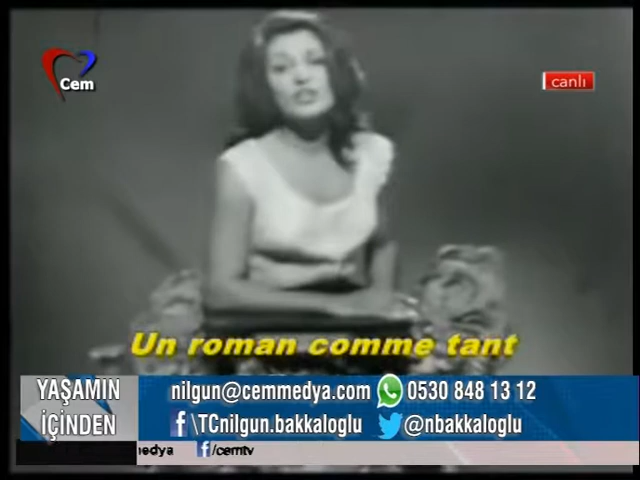 Cem
canlı
Un roman comme tant
YAŞAMIN
İÇİNDEN
nilgun@cemmedya.com 0530 848 13 12
f \TCnilgun.bakkaloglu @nbakkaloglu
edya f/cemtv